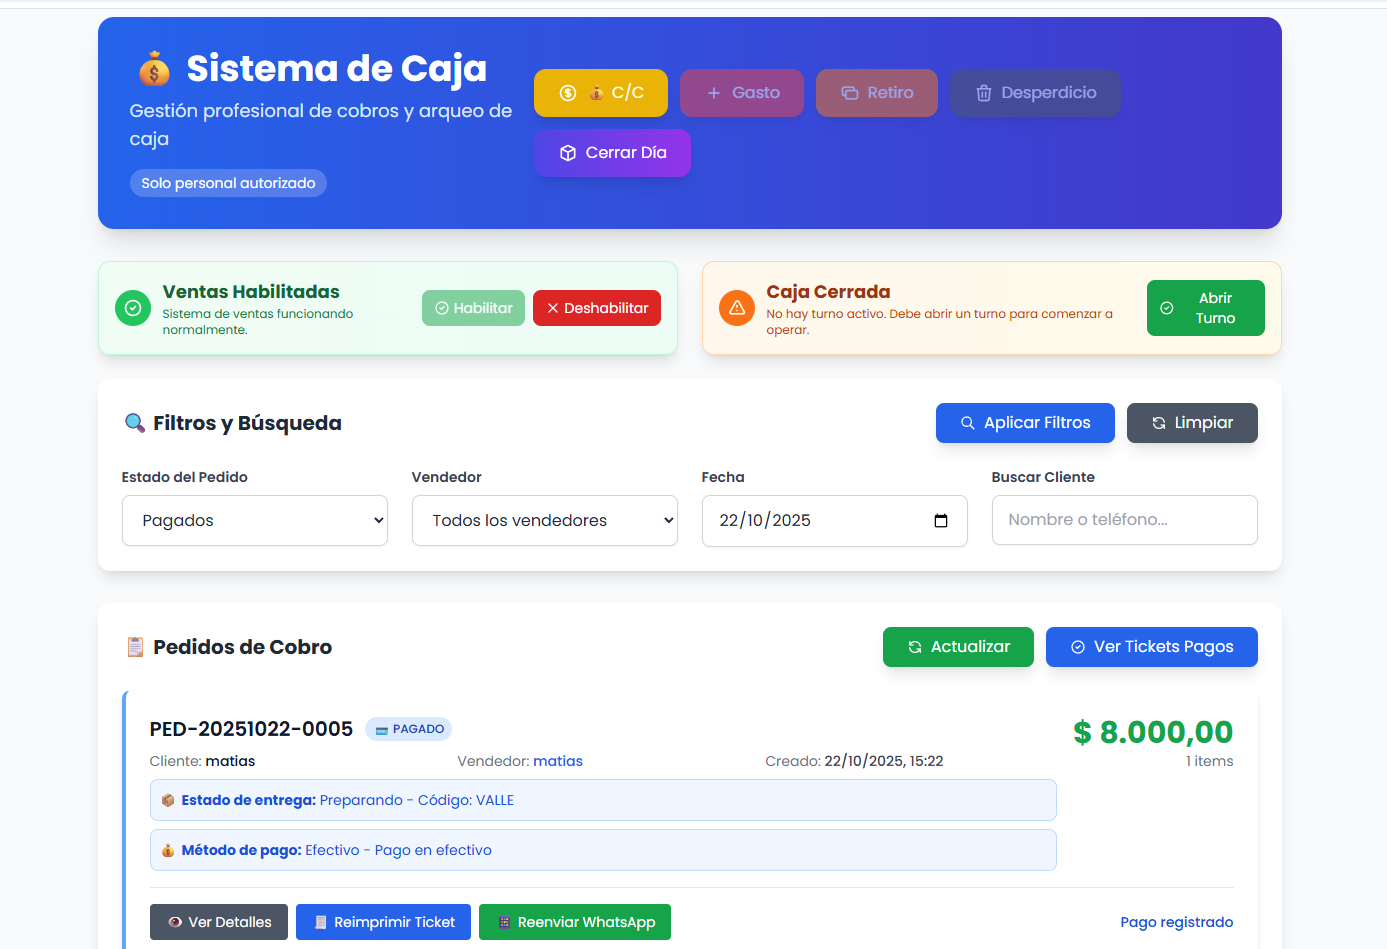 Sistema de Caja
Gestión profesional de cobros y arqueo de
caja
Solo personal autorizado
C/C
Gasto
Retiro
Desperdicio
Cerrar Día
Ventas Habilitadas
Sistema de ventas funcionando
normalmente.
Habilitar
Deshabilitar
Caja Cerrada
No hay turno activo. Debe abrir un turno para comenzar a
operar.
Abrir
Turno
Filtros y Búsqueda
Aplicar Filtros
Limpiar
Estado del Pedido
Vendedor
Fecha
Buscar Cliente
Pagados
Todos los vendedores
22/10/2025
Nombre o teléfono...
Pedidos de Cobro
Actualizar
Ver Tickets Pagos
PED-20251022-0005
PAGADO
$ 8.000,00
Cliente: matias
Vendedor: matias
Creado: 22/10/2025, 15:22
1 items
Estado de entrega: Preparando - Código: VALLE
Método de pago: Efectivo - Pago en efectivo
Ver Detalles
Reimprimir Ticket
Reenviar WhatsApp
Pago registrado